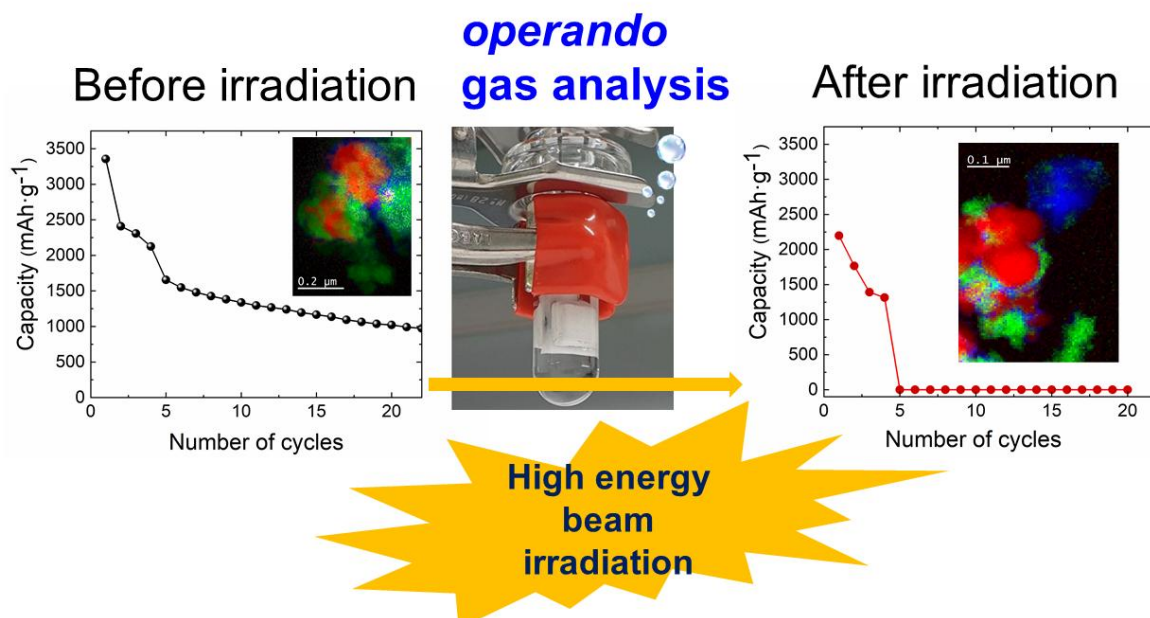 operando
gas analysis
Before irradiation
After irradiation
Capacity (mAh·g⁻¹)
3500
3000
2500
2000
1500
1000
500
0
0 5 10 15 20
Number of cycles
0.2 µm
Capacity (mAh·g⁻¹)
3500
3000
2500
2000
1500
1000
500
0
0 5 10 15 20
Number of cycles
0.1 µm
High energy
beam
irradiation